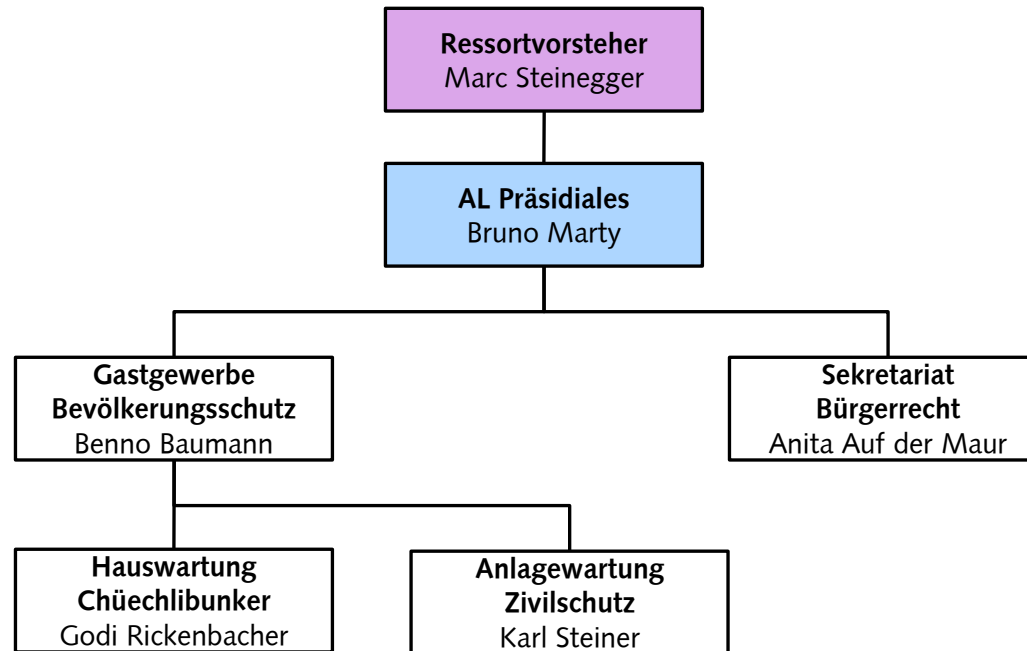 Ressortvorsteher
Marc Steinegger
AL Präsidiales
Bruno Marty
Gastgewerbe
Bevölkerungsschutz
Benno Baumann
Sekretariat
Bürgerrecht
Anita Auf der Maur
Hauswartung
Chüechlibunker
Godi Rickenbacher
Anlagewartung
Zivilschutz
Karl Steiner